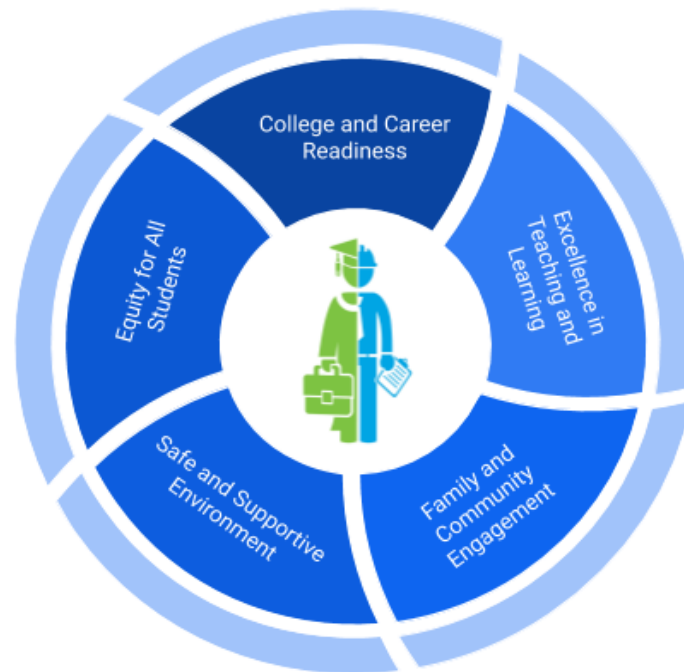 College and Career
Readiness
Excellence in
Teaching and
Learning
Family and
Community
Engagement
Safe and Supportive
Environment
Equity for All
Students